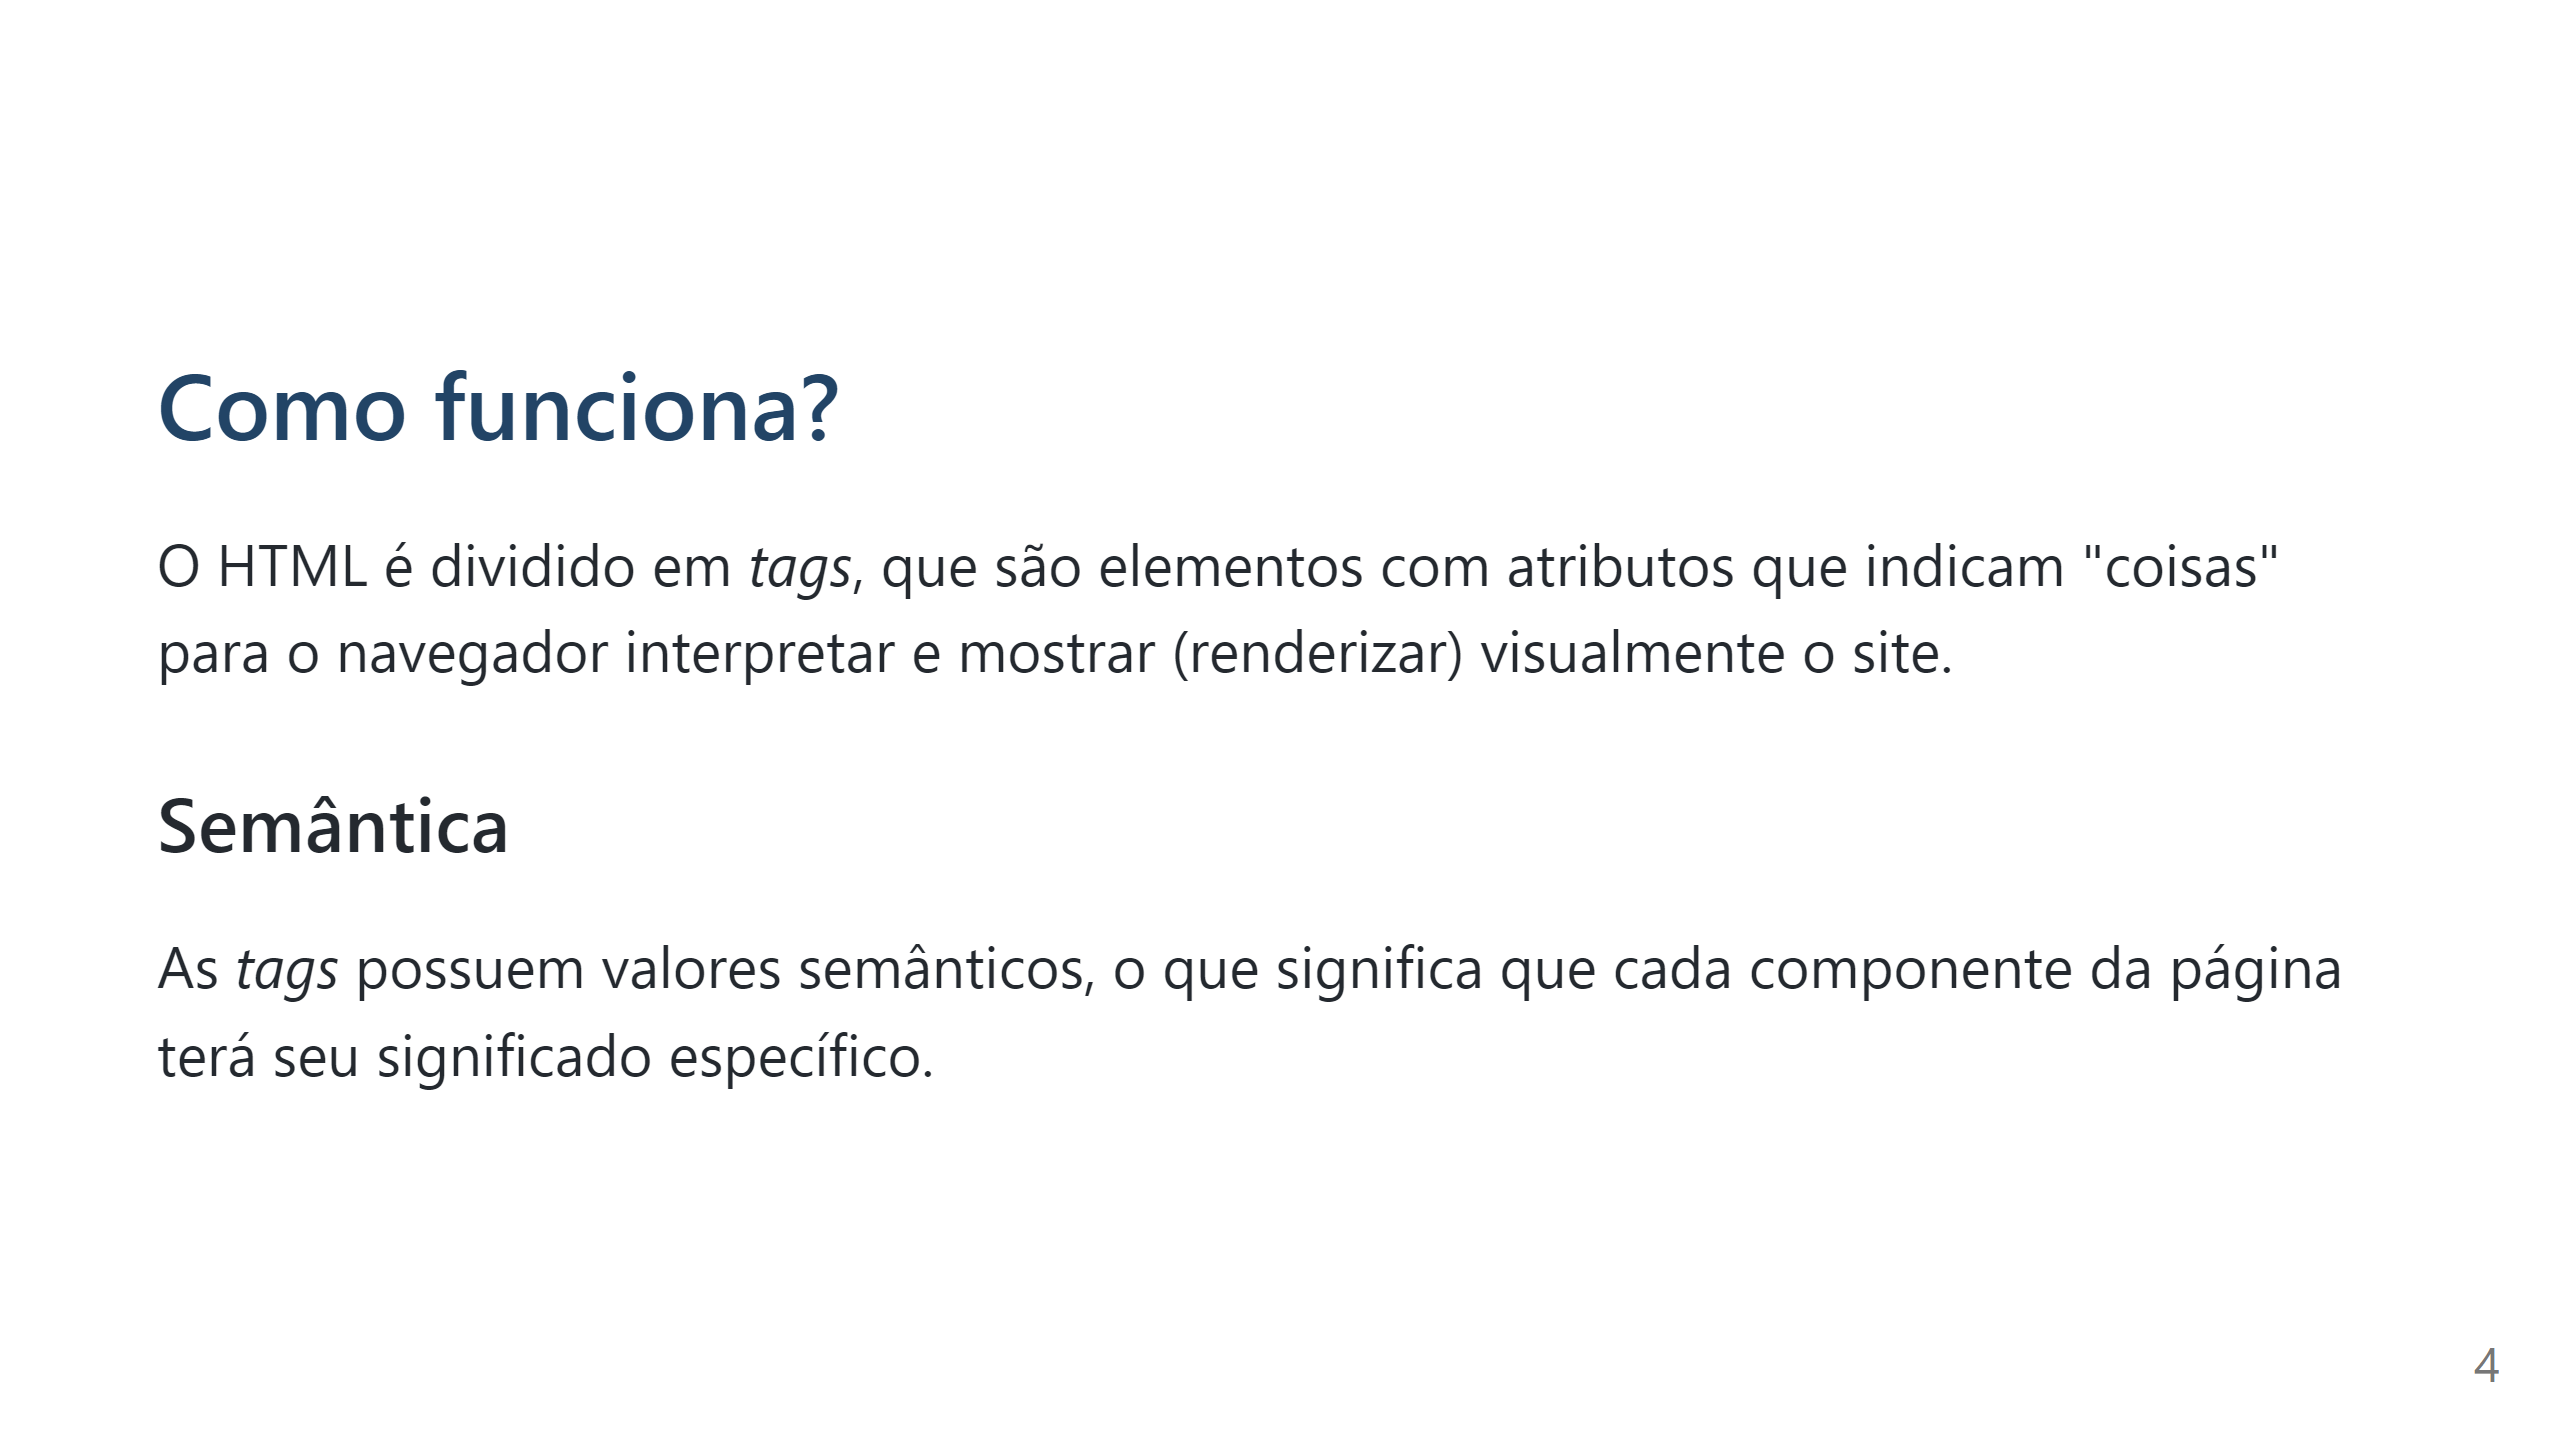 Como funciona?
O HTML é dividido em tags, que são elementos com atributos que indicam "coisas"
para o navegador interpretar e mostrar (renderizar) visualmente o site.
Semântica
As tags possuem valores semânticos, o que significa que cada componente da página
terá seu significado específico.
4